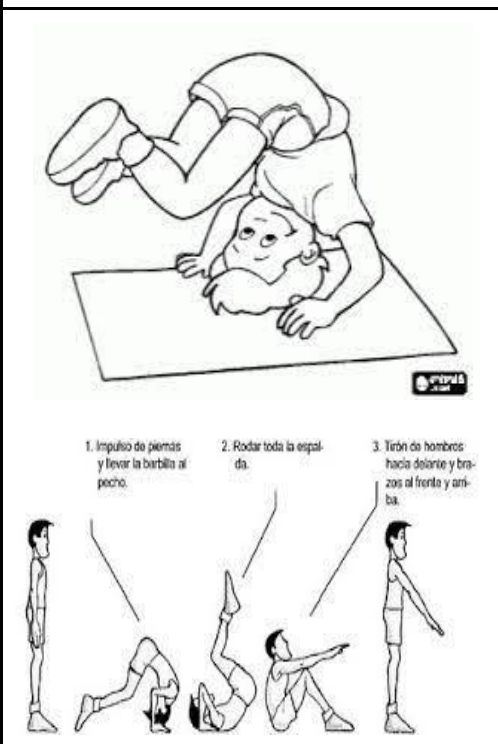 1. Impulso de piernas
y llevar la barbilla al
pecho.
2. Rodar toda la espal-
da.
3. Tirón de hombros
hacia delante y bra-
zos al frente y arri-
ba.